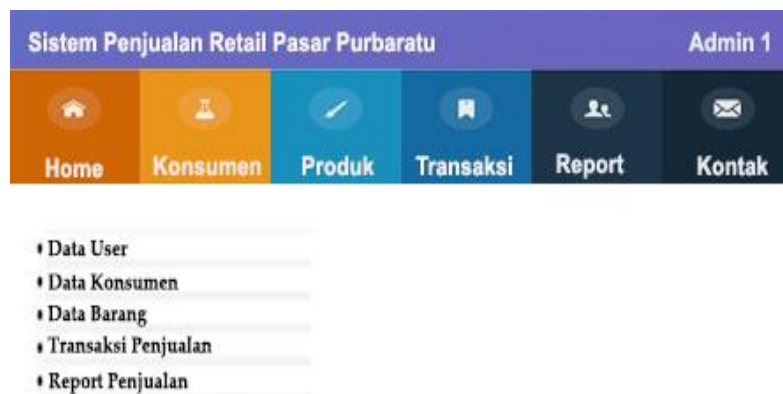 Sistem Penjualan Retail Pasar Purbaratu Admin 1
Home Konsumen Produk Transaksi Report Kontak
Data User
Data Konsumen
Data Barang
Transaksi Penjualan
Report Penjualan